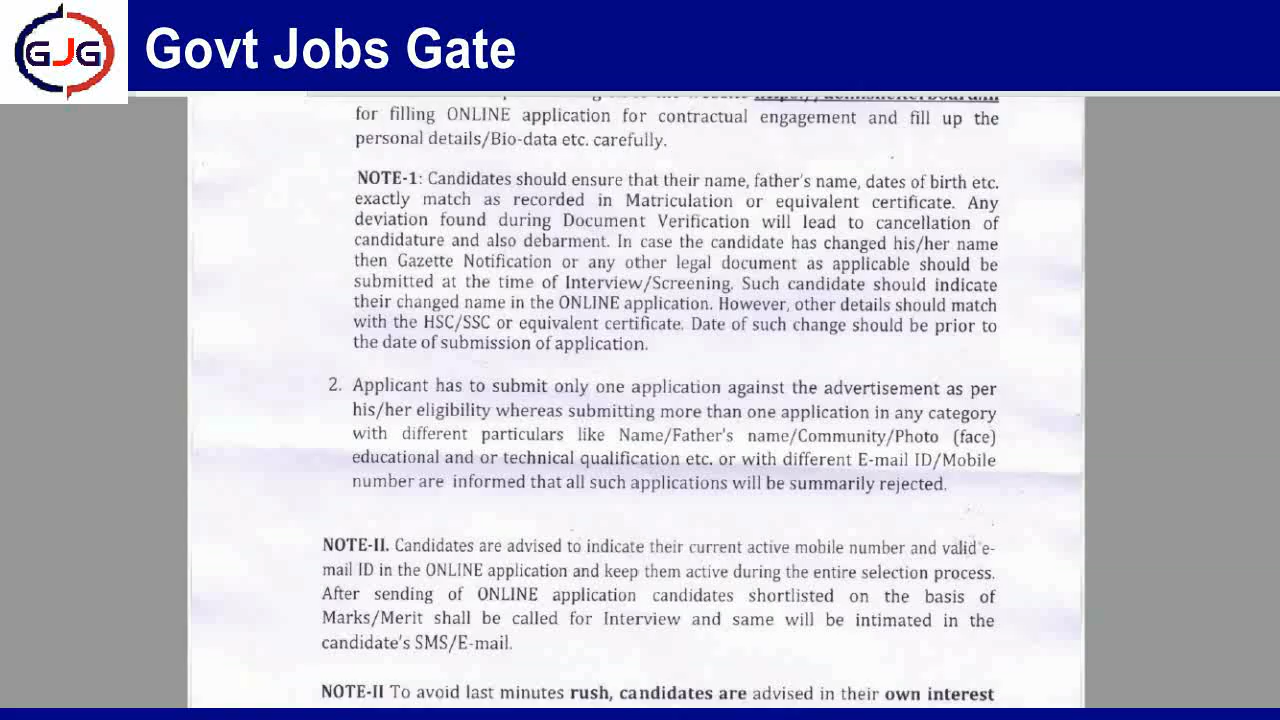 GJG
Govt Jobs Gate
for filling ONLINE application for contractual engagement and fill up the
personal details/Bio-data etc. carefully.
NOTE-1: Candidates should ensure that their name, father's name, dates of birth etc.
exactly match as recorded in Matriculation or equivalent certificate. Any
deviation found during Document Verification will lead to cancellation of
candidature and also debarment. In case the candidate has changed his/her name
then Gazette Notification or any other legal document as applicable should be
submitted at the time of Interview/Screening. Such candidate should indicate
their changed name in the ONLINE application. However, other details should match
with the HSC/SSC or equivalent certificate. Date of such change should be prior to
the date of submission of application.
2. Applicant has to submit only one application against the advertisement as per
his/her eligibility whereas submitting more than one application in any category
with different particulars like Name/Father's name/Community/Photo (face)
educational and or technical qualification etc. or with different E-mail ID/Mobile
number are informed that all such applications will be summarily rejected.
NOTE-II. Candidates are advised to indicate their current active mobile number and valid e-
mail ID in the ONLINE application and keep them active during the entire selection process.
After sending of ONLINE application candidates shortlisted on the basis of
Marks/Merit shall be called for Interview and same will be intimated in the
candidate's SMS/E-mail.
NOTE-II To avoid last minutes rush, candidates are advised in their own interest